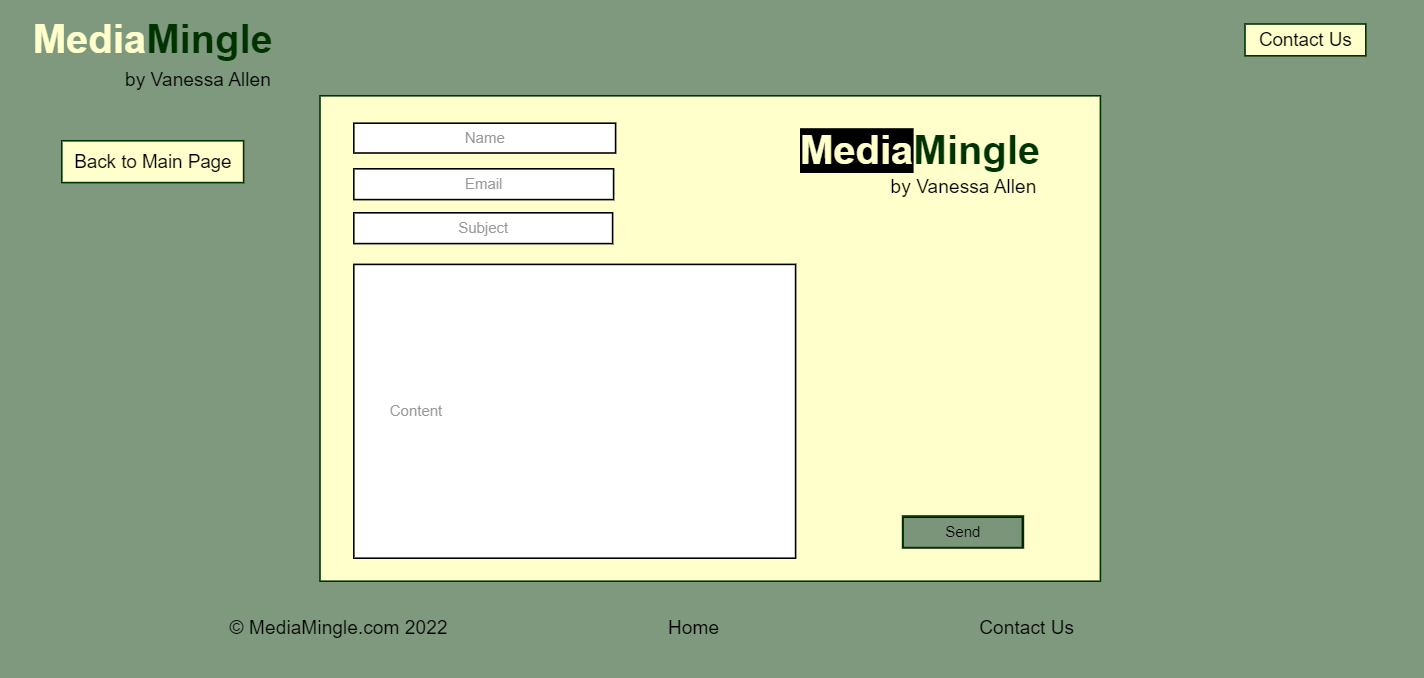 MediaMingle
by Vanessa Allen
Contact Us
Back to Main Page
Name
Email
Subject
Content
MediaMingle
by Vanessa Allen
Send
© MediaMingle.com 2022
Home
Contact Us